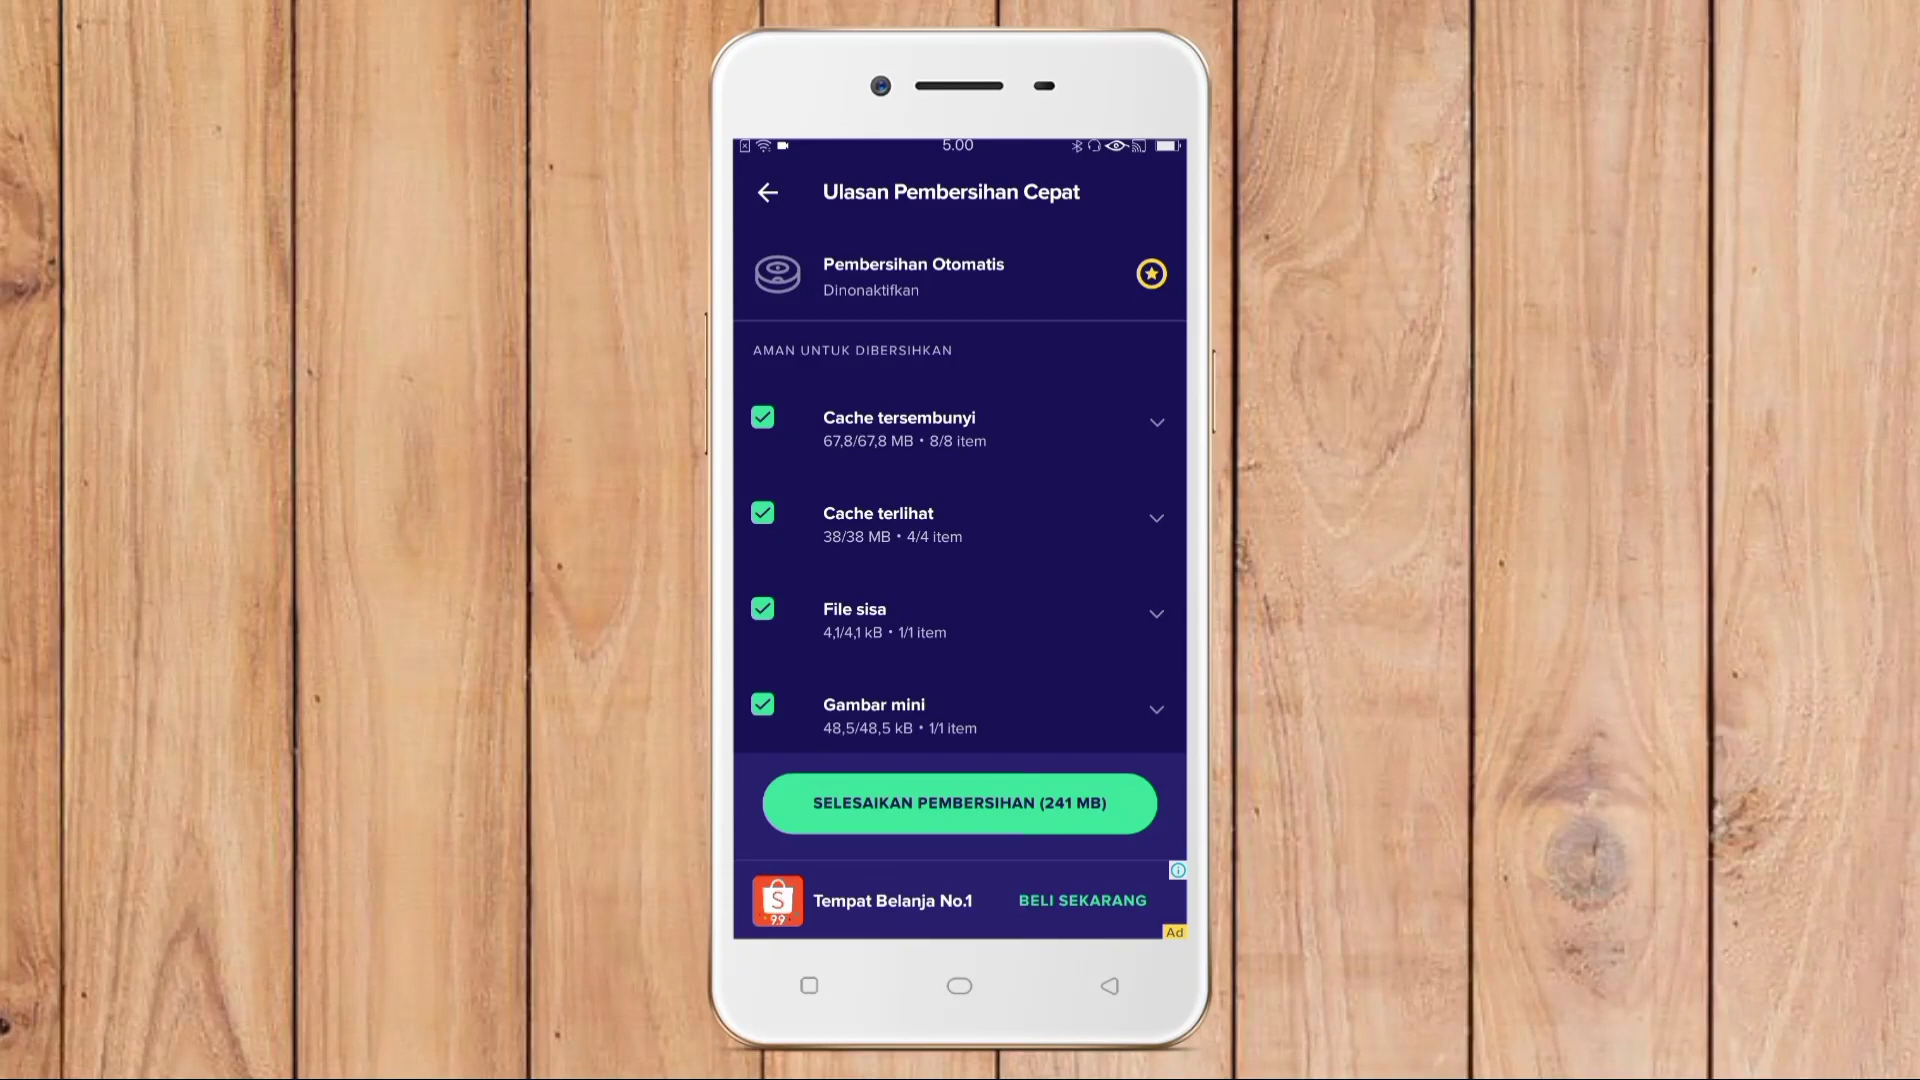 5.00
Ulasan Pembersihan Cepat
Pembersihan Otomatis
Dinonaktifkan
AMAN UNTUK DIBERSIHKAN
Cache tersembunyi
67,8/67,8 MB • 8/8 item
Cache terlihat
38/38 MB • 4/4 item
File sisa
4,1/4,1 kB • 1/1 item
Gambar mini
48,5/48,5 kB • 1/1 item
SELESAIKAN PEMBERSIHAN (241 MB)
S
9.9
Tempat Belanja No.1
BELI SEKARANG
Ad